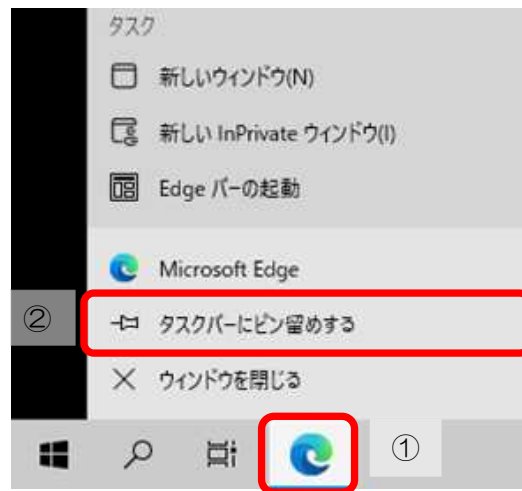 タスク
新しいウィンドウ(N)
新しい InPrivate ウィンドウ(I)
Edge バーの起動
Microsoft Edge
② タスクバーにピン留めする
ウィンドウを閉じる
①